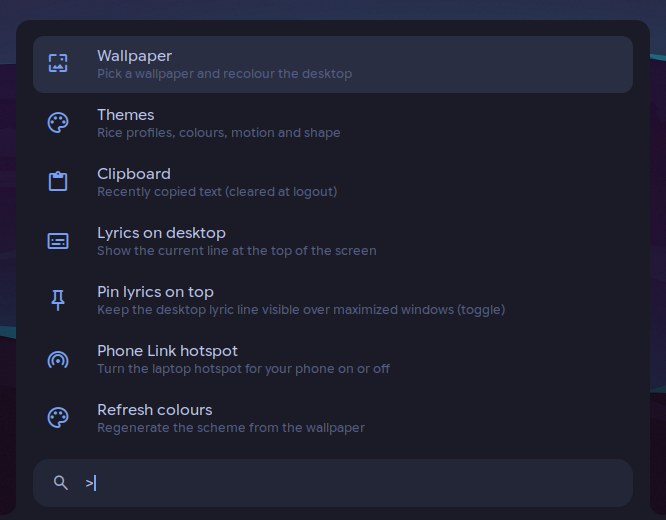 Wallpaper
Pick a wallpaper and recolour the desktop
Themes
Rice profiles, colours, motion and shape
Clipboard
Recently copied text (cleared at logout)
Lyrics on desktop
Show the current line at the top of the screen
Pin lyrics on top
Keep the desktop lyric line visible over maximized windows (toggle)
Phone Link hotspot
Turn the laptop hotspot for your phone on or off
Refresh colours
Regenerate the scheme from the wallpaper
>